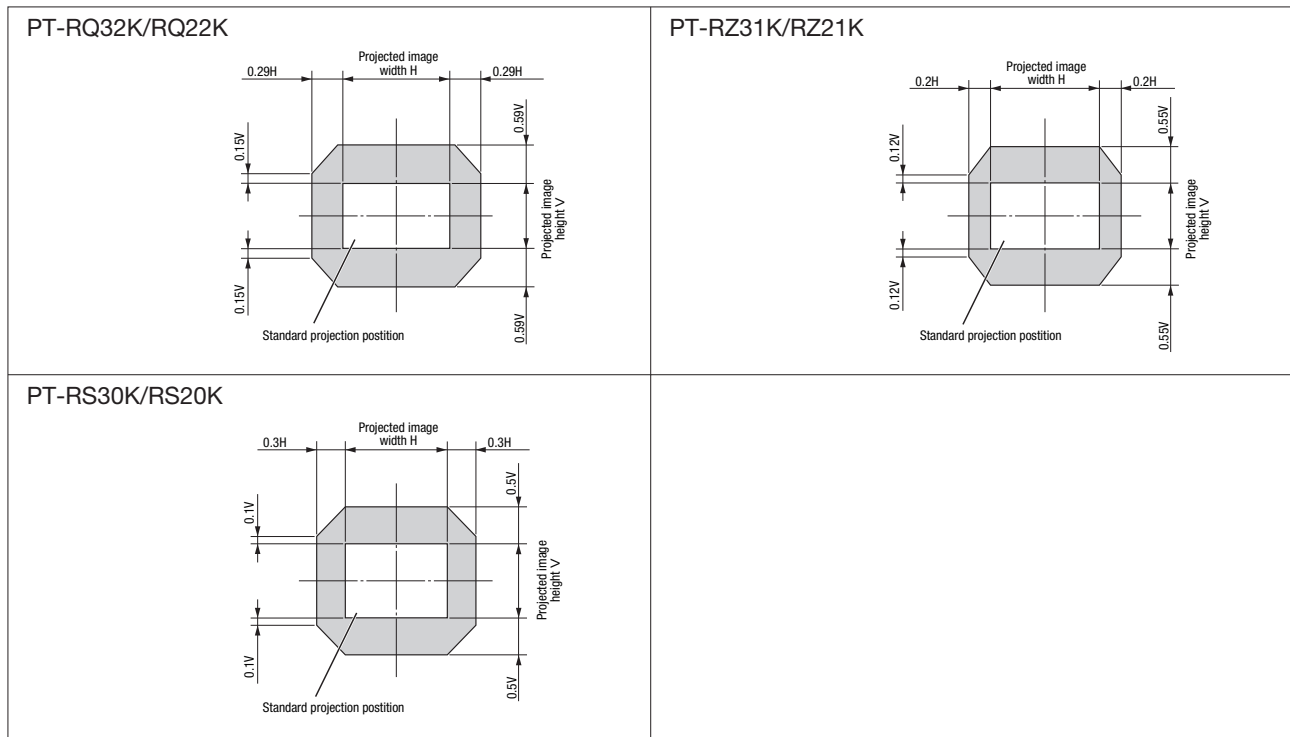 PT-RQ32K/RQ22K
Projected image
width H
0.29H
0.29H
0.59V
0.15V
Projected image
height V
0.15V
0.59V
Standard projection postition
PT-RZ31K/RZ21K
Projected image
width H
0.2H
0.2H
0.55V
0.12V
Projected image
height V
0.12V
0.55V
Standard projection postition
PT-RS30K/RS20K
Projected image
width H
0.3H
0.3H
0.5V
0.1V
Projected image
height V
0.1V
0.5V
Standard projection postition